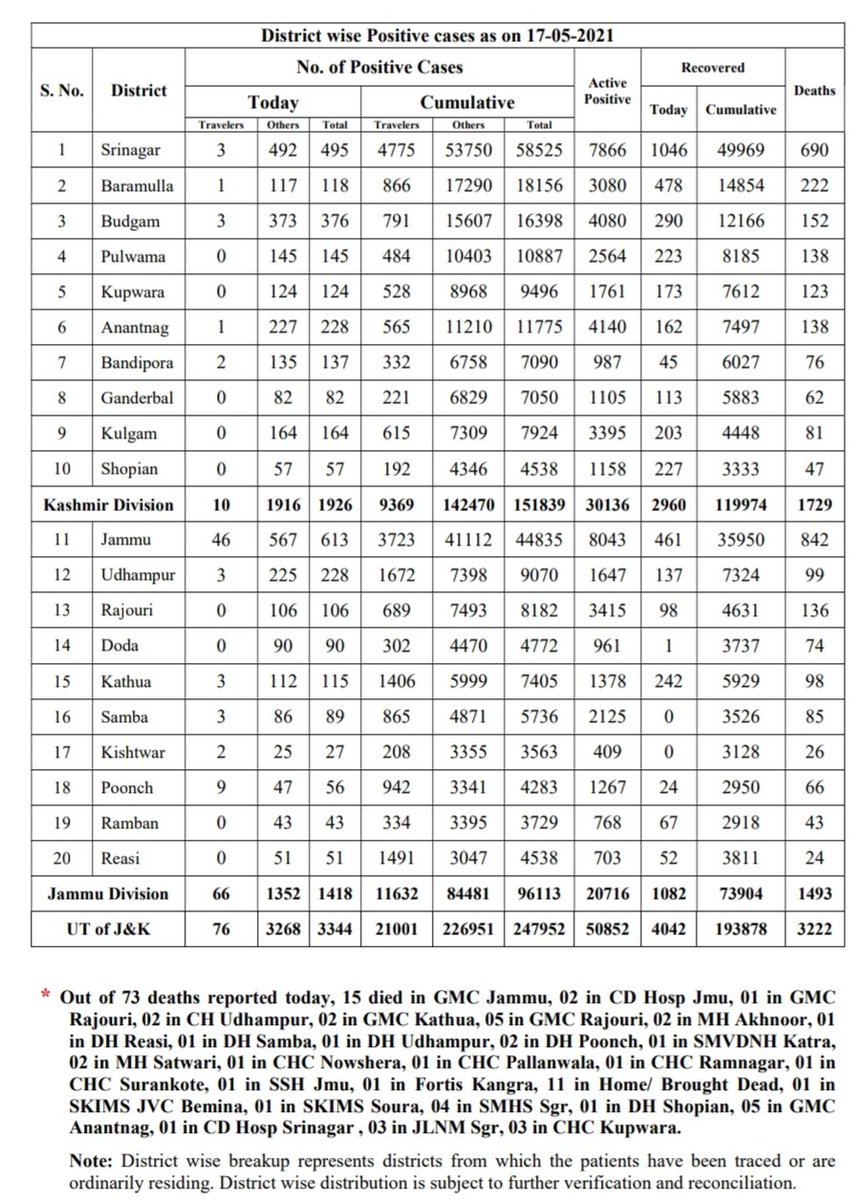 District wise Positive cases as on 17-05-2021
S. No. District No. of Positive Cases Active Positive Recovered Deaths
Today Cumulative Today Cumulative
Travelers Others Total Travelers Others Total
1 Srinagar 3 492 495 4775 53750 58525 7866 1046 49969 690
2 Baramulla 1 117 118 866 17290 18156 3080 478 14854 222
3 Budgam 3 373 376 791 15607 16398 4080 290 12166 152
4 Pulwama 0 145 145 484 10403 10887 2564 223 8185 138
5 Kupwara 0 124 124 528 8968 9496 1761 173 7612 123
6 Anantnag 1 227 228 565 11210 11775 4140 162 7497 138
7 Bandipora 2 135 137 332 6758 7090 987 45 6027 76
8 Ganderbal 0 82 82 221 6829 7050 1105 113 5883 62
9 Kulgam 0 164 164 615 7309 7924 3395 203 4448 81
10 Shopian 0 57 57 192 4346 4538 1158 227 3333 47
Kashmir Division 10 1916 1926 9369 142470 151839 30136 2960 119974 1729
11 Jammu 46 567 613 3723 41112 44835 8043 461 35950 842
12 Udhampur 3 225 228 1672 7398 9070 1647 137 7324 99
13 Rajouri 0 106 106 689 7493 8182 3415 98 4631 136
14 Doda 0 90 90 302 4470 4772 961 1 3737 74
15 Kathua 3 112 115 1406 5999 7405 1378 242 5929 98
16 Samba 3 86 89 865 4871 5736 2125 0 3526 85
17 Kishtwar 2 25 27 208 3355 3563 409 0 3128 26
18 Poonch 9 47 56 942 3341 4283 1267 24 2950 66
19 Ramban 0 43 43 334 3395 3729 768 67 2918 43
20 Reasi 0 51 51 1491 3047 4538 703 52 3811 24
Jammu Division 66 1352 1418 11632 84481 96113 20716 1082 73904 1493
UT of J&K 76 3268 3344 21001 226951 247952 50852 4042 193878 3222
* Out of 73 deaths reported today, 15 died in GMC Jammu, 02 in CD Hosp Jmu, 01 in GMC
Rajouri, 02 in CH Udhampur, 02 in GMC Kathua, 05 in GMC Rajouri, 02 in MH Akhnoor, 01
in DH Reasi, 01 in DH Samba, 01 in DH Udhampur, 02 in DH Poonch, 01 in SMVDNH Katra,
02 in MH Satwari, 01 in CHC Nowshera, 01 in CHC Pallanwala, 01 in CHC Ramnagar, 01 in
CHC Surankote, 01 in SSH Jmu, 01 in Fortis Kangra, 11 in Home/ Brought Dead, 01 in
SKIMS JVC Bemina, 01 in SKIMS Soura, 04 in SMHS Sgr, 01 in DH Shopian, 05 in GMC
Anantnag, 01 in CD Hosp Srinagar , 03 in JLNM Sgr, 03 in CHC Kupwara.
Note: District wise breakup represents districts from which the patients have been traced or are
ordinarily residing. District wise distribution is subject to further verification and reconciliation.